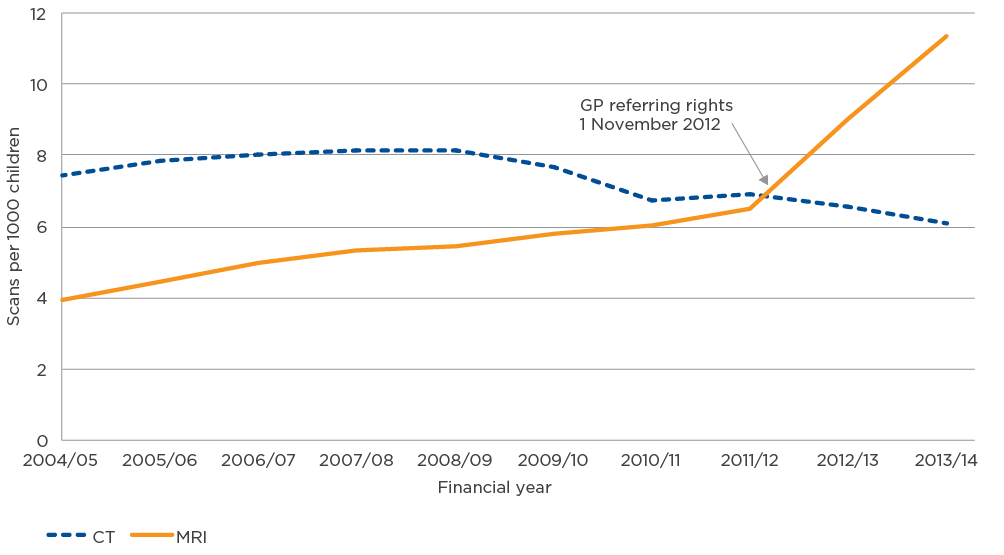 12
10
8
6
4
2
0
Scans per 1000 children
GP referring rights
1 November 2012
2004/05 2005/06 2006/07 2007/08 2008/09 2009/10 2010/11 2011/12 2012/13 2013/14
Financial year
CT MRI